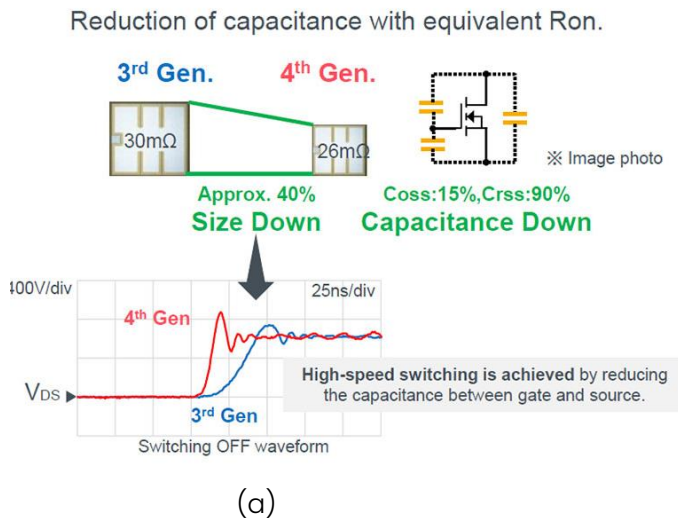 Reduction of capacitance with equivalent Ron.
3rd Gen.
4th Gen.
30mΩ
26mΩ
※ Image photo
Approx. 40%
Size Down
Coss:15%,Crss:90%
Capacitance Down
400V/div
25ns/div
4th Gen
VDS
3rd Gen
High-speed switching is achieved by reducing
the capacitance between gate and source.
Switching OFF waveform
(a)